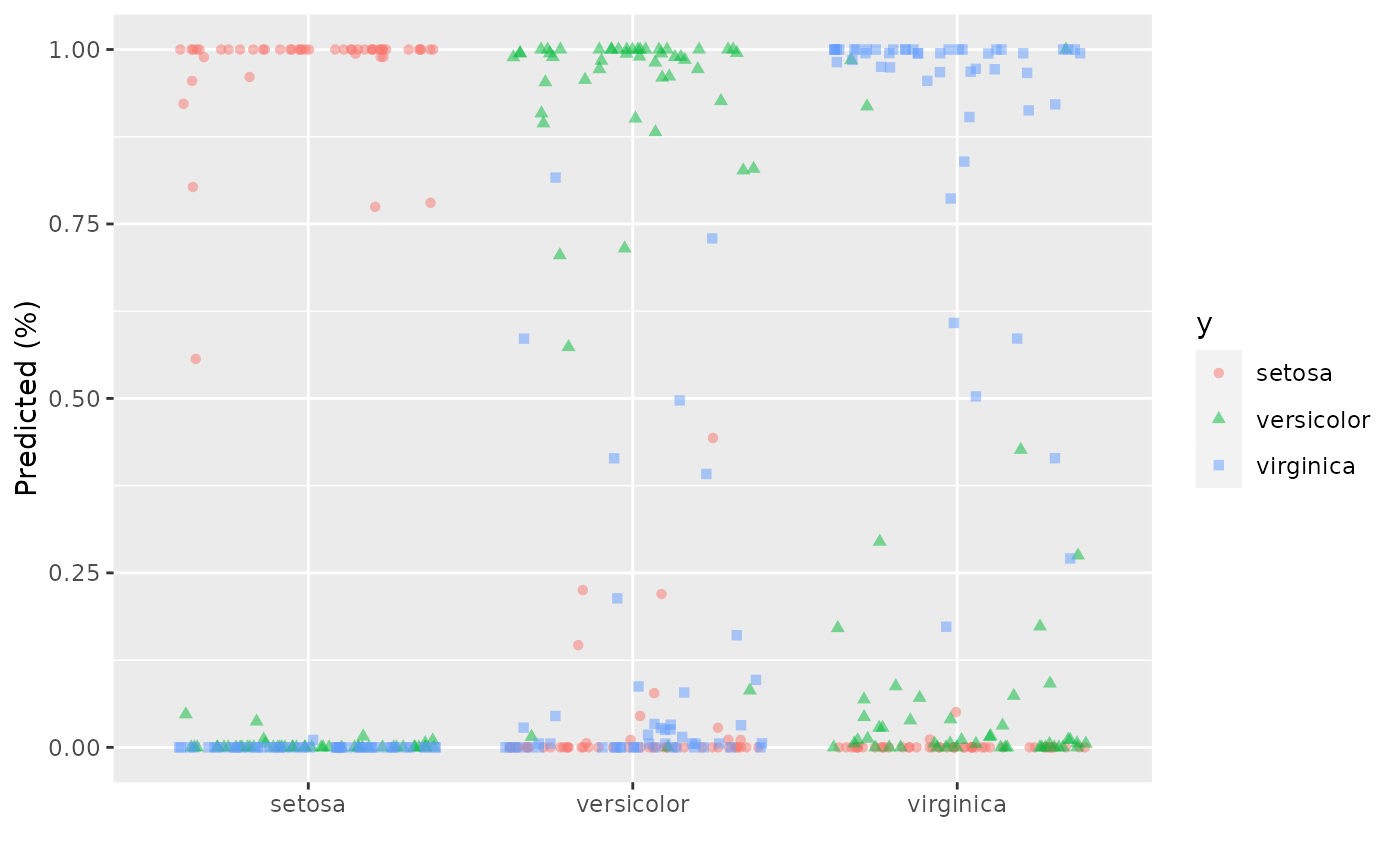 1.00
0.75
0.50
0.25
0.00
Predicted (%)
setosa
versicolor
virginica
y
setosa
versicolor
virginica